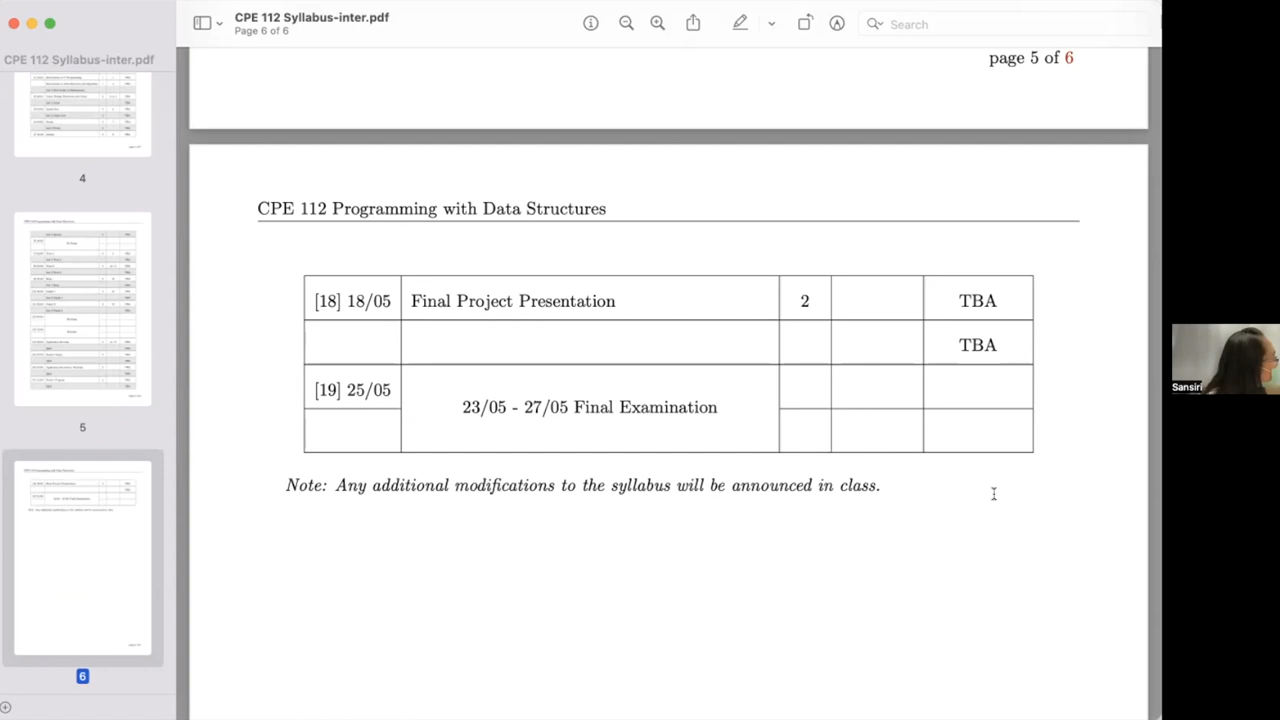 CPE 112 Syllabus-inter.pdf
Page 6 of 6
Search
CPE 112 Syllabus-inter.pdf
4
5
6
page 5 of 6
CPE 112 Programming with Data Structures
[18] 18/05 Final Project Presentation 2 TBA
TBA
[19] 25/05
23/05 - 27/05 Final Examination
Note: Any additional modifications to the syllabus will be announced in class.
Sansiri